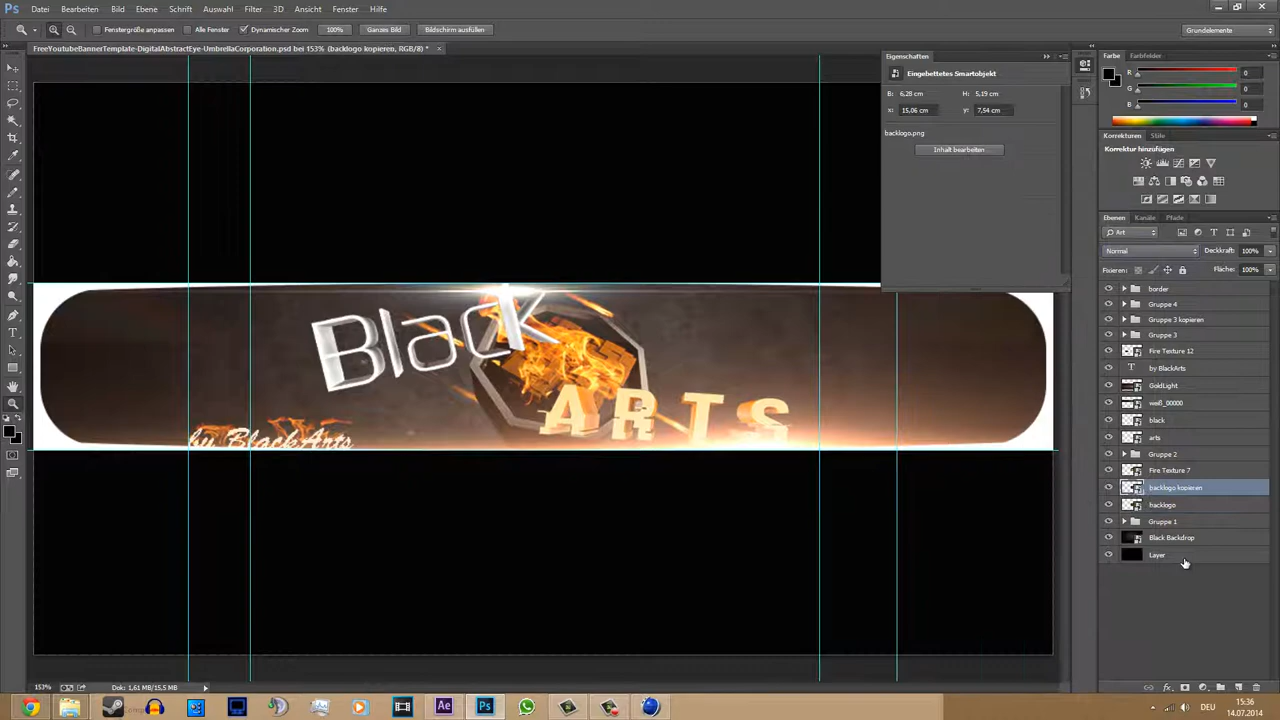 Ps Datei Bearbeiten Bild Ebene Schrift Auswahl Filter 3D Ansicht Fenster Hilfe
Fenstergröße anpassen Alle Fenster Dynamischer Zoom 100% Ganzes Bild Bildschirm ausfüllen Grundelemente
FreeYoutubeBannerTemplate-DigitalAbstractEye-UmbrellaCorporation.psd bei 153% (backlogo kopieren, RGB/8) *
Eigenschaften
Eingebettetes Smartobjekt
B: 6,28 cm H: 5,19 cm
x: 15,06 cm y: 7,54 cm
backlogo.png
Inhalt bearbeiten
Farbe Farbfelder
R 0
G 0
B 0
Korrekturen Stile
Korrektur hinzufügen
Ebenen Kanäle Pfade
Art
Normal Deckkraft: 100%
Fixieren: Fläche: 100%
border
Gruppe 4
Gruppe 3 kopieren
Gruppe 3
Fire Texture 12
T by BlackArts
GoldLight
weiß_00000
black
arts
Gruppe 2
Fire Texture 7
backlogo kopieren
backlogo
Gruppe 1
Black Backdrop
Layer
Black
ARTS
by BlackArts
153% Dok: 1,61 MB/15,5 MB
Ae Ps DEU 15:36
14.07.2014